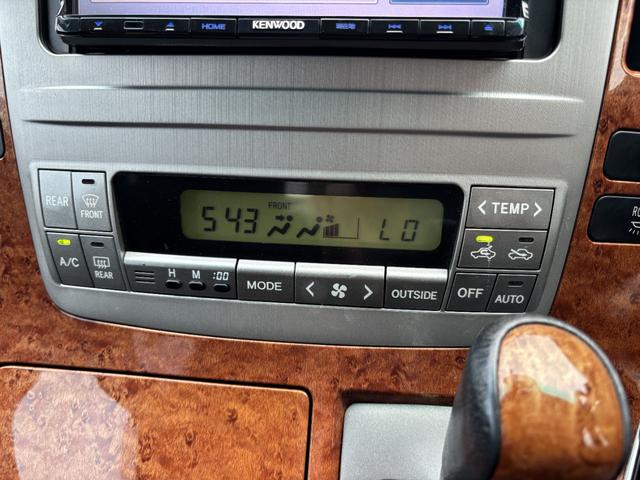 HOME KENWOOD
FRONT
REAR
FRONT
543 LO
< TEMP >
A/C
REAR
H M :00
MODE
< >
OUTSIDE
OFF
AUTO